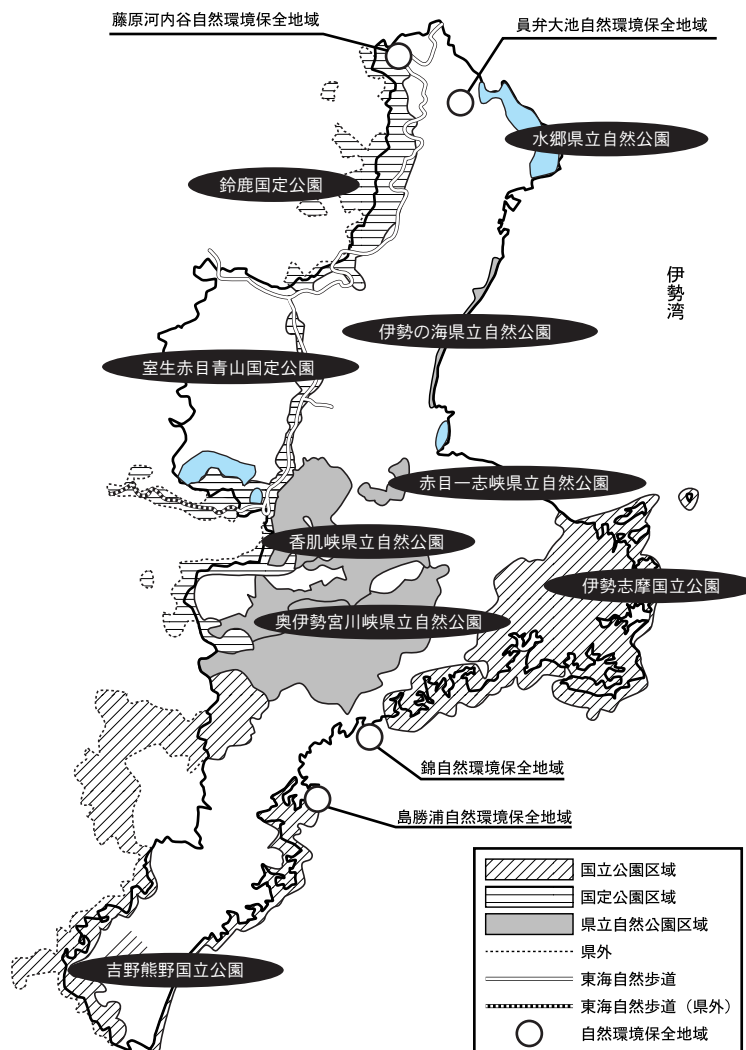 藤原河内谷自然環境保全地域
員弁大池自然環境保全地域
水郷県立自然公園
鈴鹿国定公園
伊勢湾
伊勢の海県立自然公園
室生赤目青山国定公園
赤目一志峡県立自然公園
香肌峡県立自然公園
伊勢志摩国立公園
奥伊勢宮川峡県立自然公園
錦自然環境保全地域
島勝浦自然環境保全地域
吉野熊野国立公園
国立公園区域
国定公園区域
県立自然公園区域
県外
東海自然歩道
東海自然歩道（県外）
自然環境保全地域